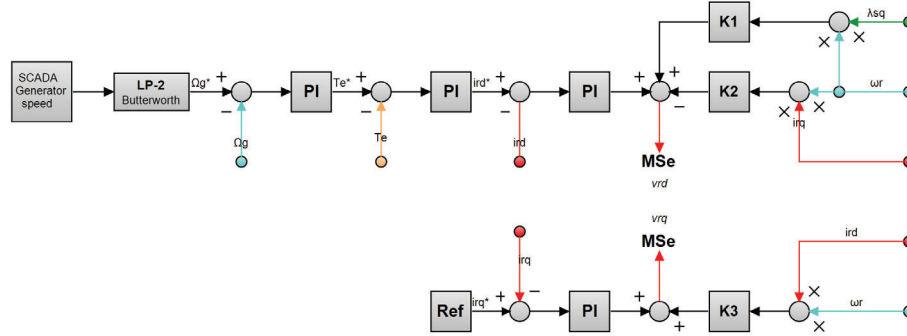 K1
λsq
SCADA
Generator
speed
LP-2
Butterworth
Ωg*
PI
Te*
PI
ird*
PI
K2
ωr
irq
Ωg
Te
ird
MSe
vrd
vrq
MSe
irq
ird
Ref
irq*
PI
K3
ωr